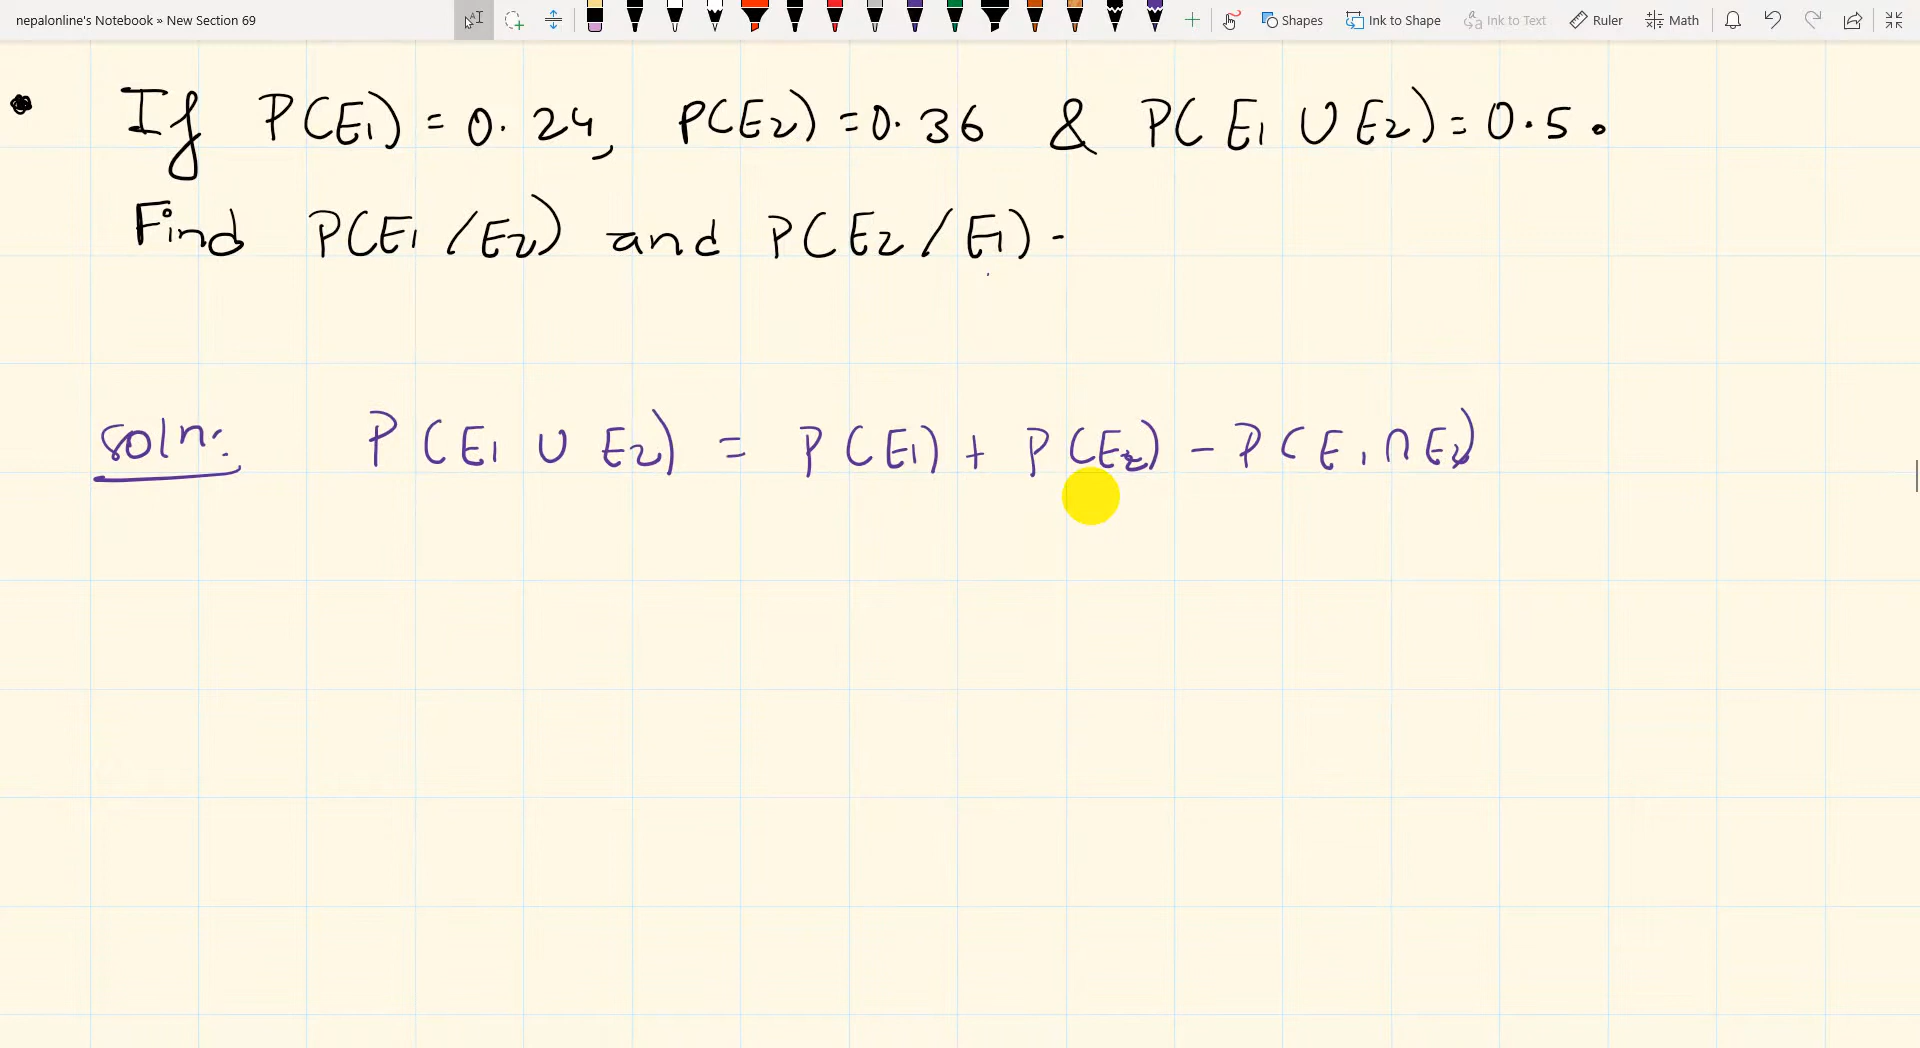 nepalonline's Notebook » New Section 69
Shapes Ink to Shape Ink to Text Ruler Math
If P(E1) = 0.24, P(E2) = 0.36 & P(E1 ∪ E2) = 0.5.
Find P(E1/E2) and P(E2/E1).
soln: P(E1 ∪ E2) = P(E1) + P(E2) - P(E1 ∩ E2)